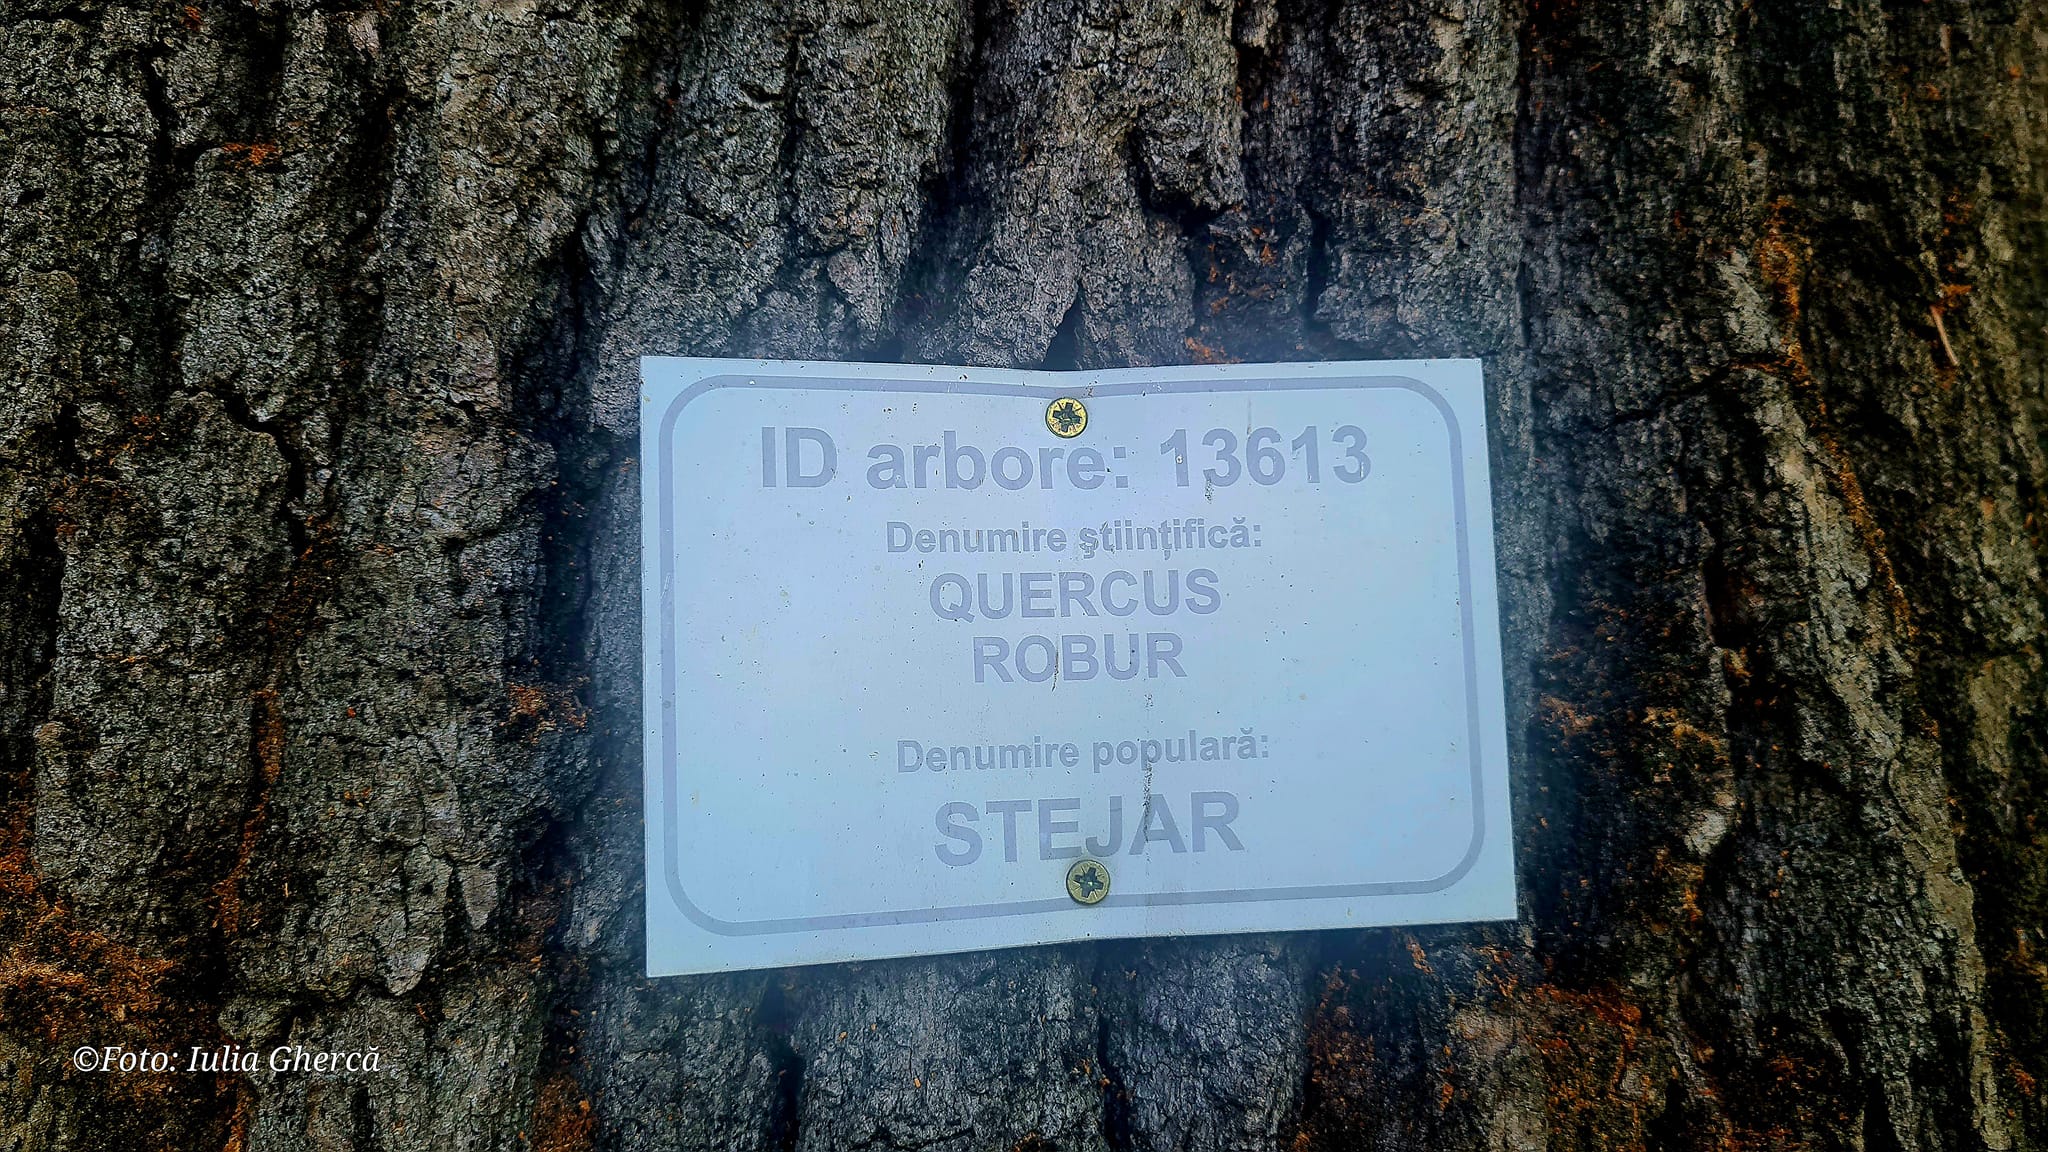 ID arbore: 13613
Denumire ştiinţifică:
QUERCUS
ROBUR
Denumire populară:
STEJAR
©Foto: Iulia Ghercă